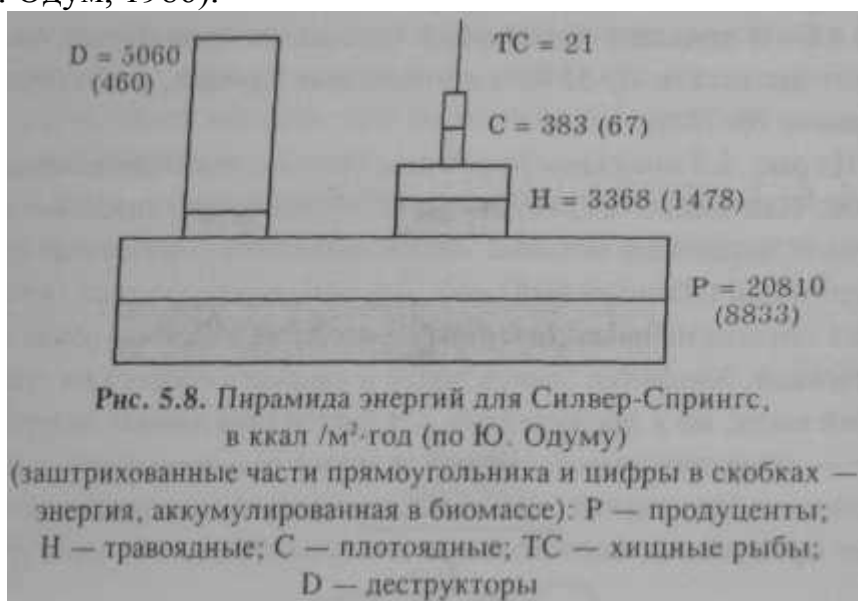 . Одум, 1986).
D = 5060
(460)
TC = 21
C = 383 (67)
H = 3368 (1478)
P = 20810
(8833)
Рис. 5.8. Пирамида энергий для Силвер-Спрингс,
в ккал /м²·год (по Ю. Одуму)
(заштрихованные части прямоугольника и цифры в скобках —
энергия, аккумулированная в биомассе): P — продуценты;
H — травоядные; C — плотоядные; TC — хищные рыбы;
D — деструкторы